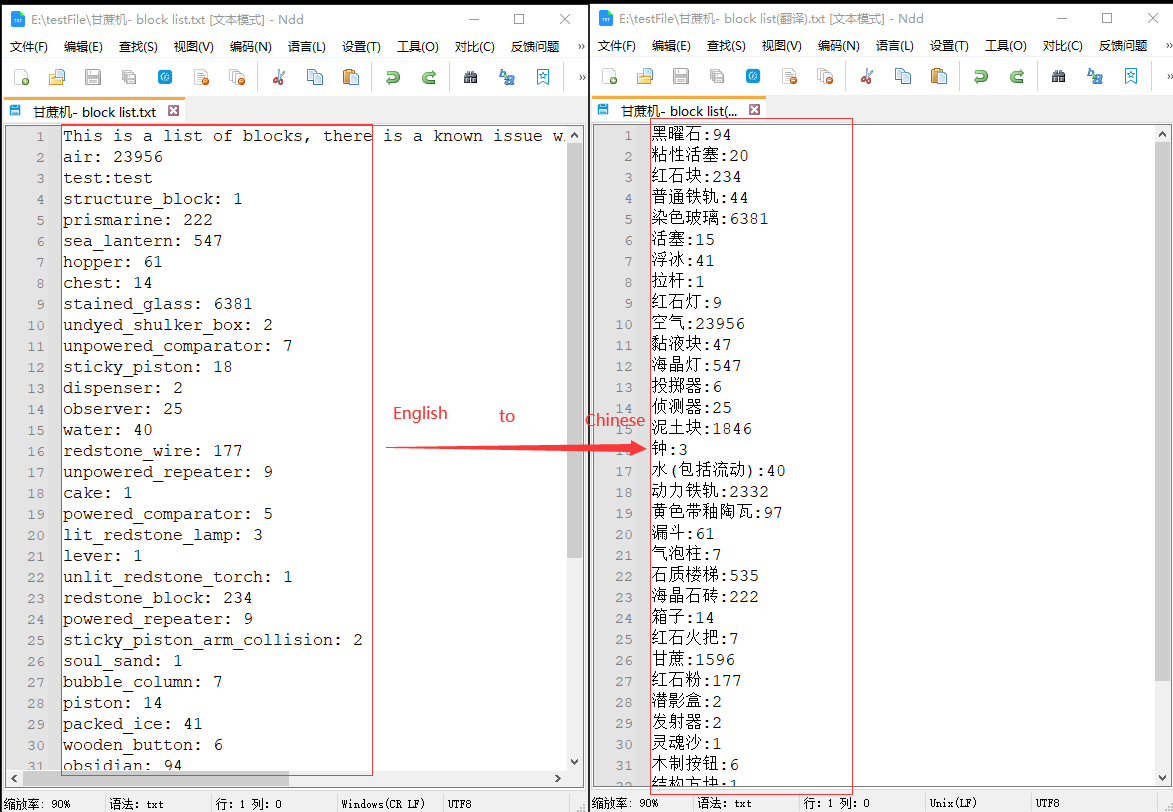 E:\testFile\甘蔗机- block list.txt [文本模式] - Ndd
文件(F) 编辑(E) 查找(S) 视图(V) 编码(N) 语言(L) 设置(T) 工具(O) 对比(C) 反馈问题 »
甘蔗机- block list.txt
1 This is a list of blocks, there is a known issue w
2 air: 23956
3 test:test
4 structure_block: 1
5 prismarine: 222
6 sea_lantern: 547
7 hopper: 61
8 chest: 14
9 stained_glass: 6381
10 undyed_shulker_box: 2
11 unpowered_comparator: 7
12 sticky_piston: 18
13 dispenser: 2
14 observer: 25
15 water: 40
16 redstone_wire: 177
17 unpowered_repeater: 9
18 cake: 1
19 powered_comparator: 5
20 lit_redstone_lamp: 3
21 lever: 1
22 unlit_redstone_torch: 1
23 redstone_block: 234
24 powered_repeater: 9
25 sticky_piston_arm_collision: 2
26 soul_sand: 1
27 bubble_column: 7
28 piston: 14
29 packed_ice: 41
30 wooden_button: 6
31 obsidian: 94
缩放率: 90% 语法: txt 行: 1 列: 0 Windows(CR LF) UTF8
English to Chinese
E:\testFile\甘蔗机- block list(翻译).txt [文本模式] - Ndd
文件(F) 编辑(E) 查找(S) 视图(V) 编码(N) 语言(L) 设置(T) 工具(O) 对比(C) 反馈问题 »
甘蔗机- block list(...
1 黑曜石:94
2 粘性活塞:20
3 红石块:234
4 普通铁轨:44
5 染色玻璃:6381
6 活塞:15
7 浮冰:41
8 拉杆:1
9 红石灯:9
10 空气:23956
11 黏液块:47
12 海晶灯:547
13 投掷器:6
14 侦测器:25
15 泥土块:1846
16 钟:3
17 水(包括流动):40
18 动力铁轨:2332
19 黄色带釉陶瓦:97
20 漏斗:61
21 气泡柱:7
22 石质楼梯:535
23 海晶石砖:222
24 箱子:14
25 红石火把:7
26 甘蔗:1596
27 红石粉:177
28 潜影盒:2
29 发射器:2
30 灵魂沙:1
31 木制按钮:6
32 结构方块:1
缩放率: 90% 语法: txt 行: 1 列: 0 Unix(LF) UTF8